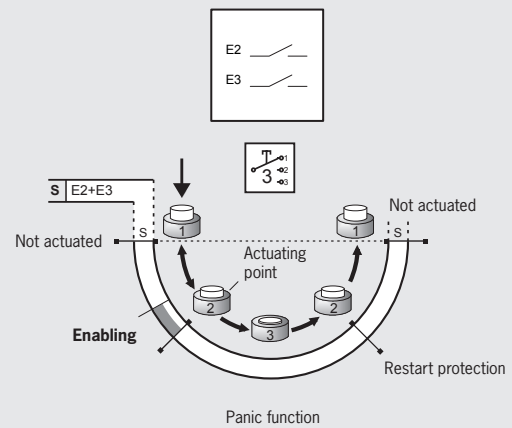 E2
E3
1
2
3
3
S E2+E3
Not actuated
S
1
1
S
Not actuated
Actuating
point
2
2
3
Enabling
Restart protection
Panic function